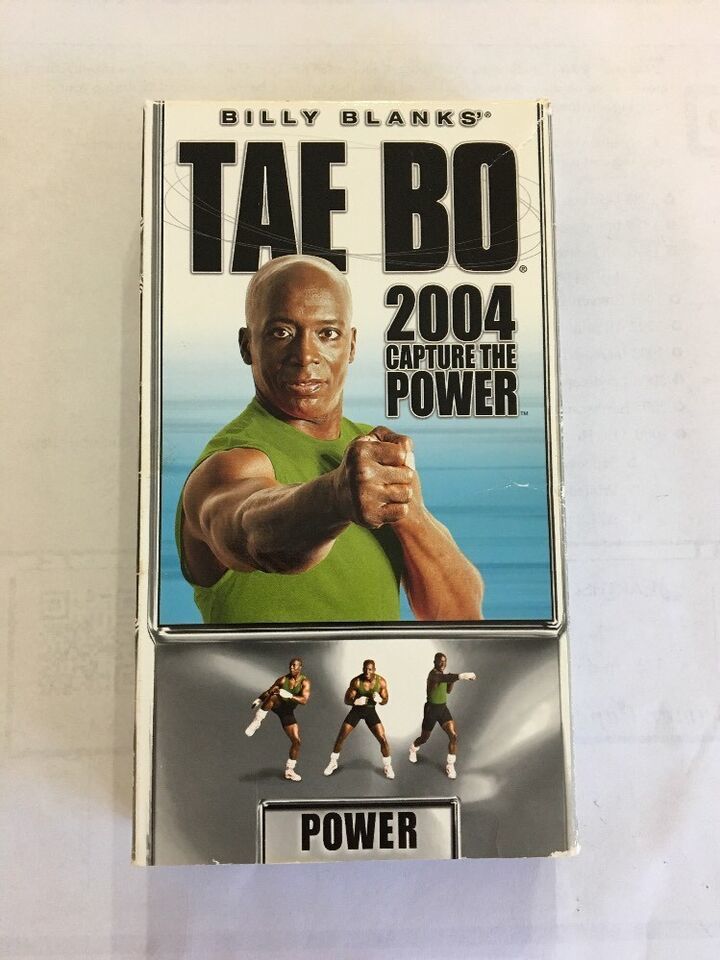 BILLY BLANKS'®
TAE BO®
2004
CAPTURE THE
POWER™
POWER